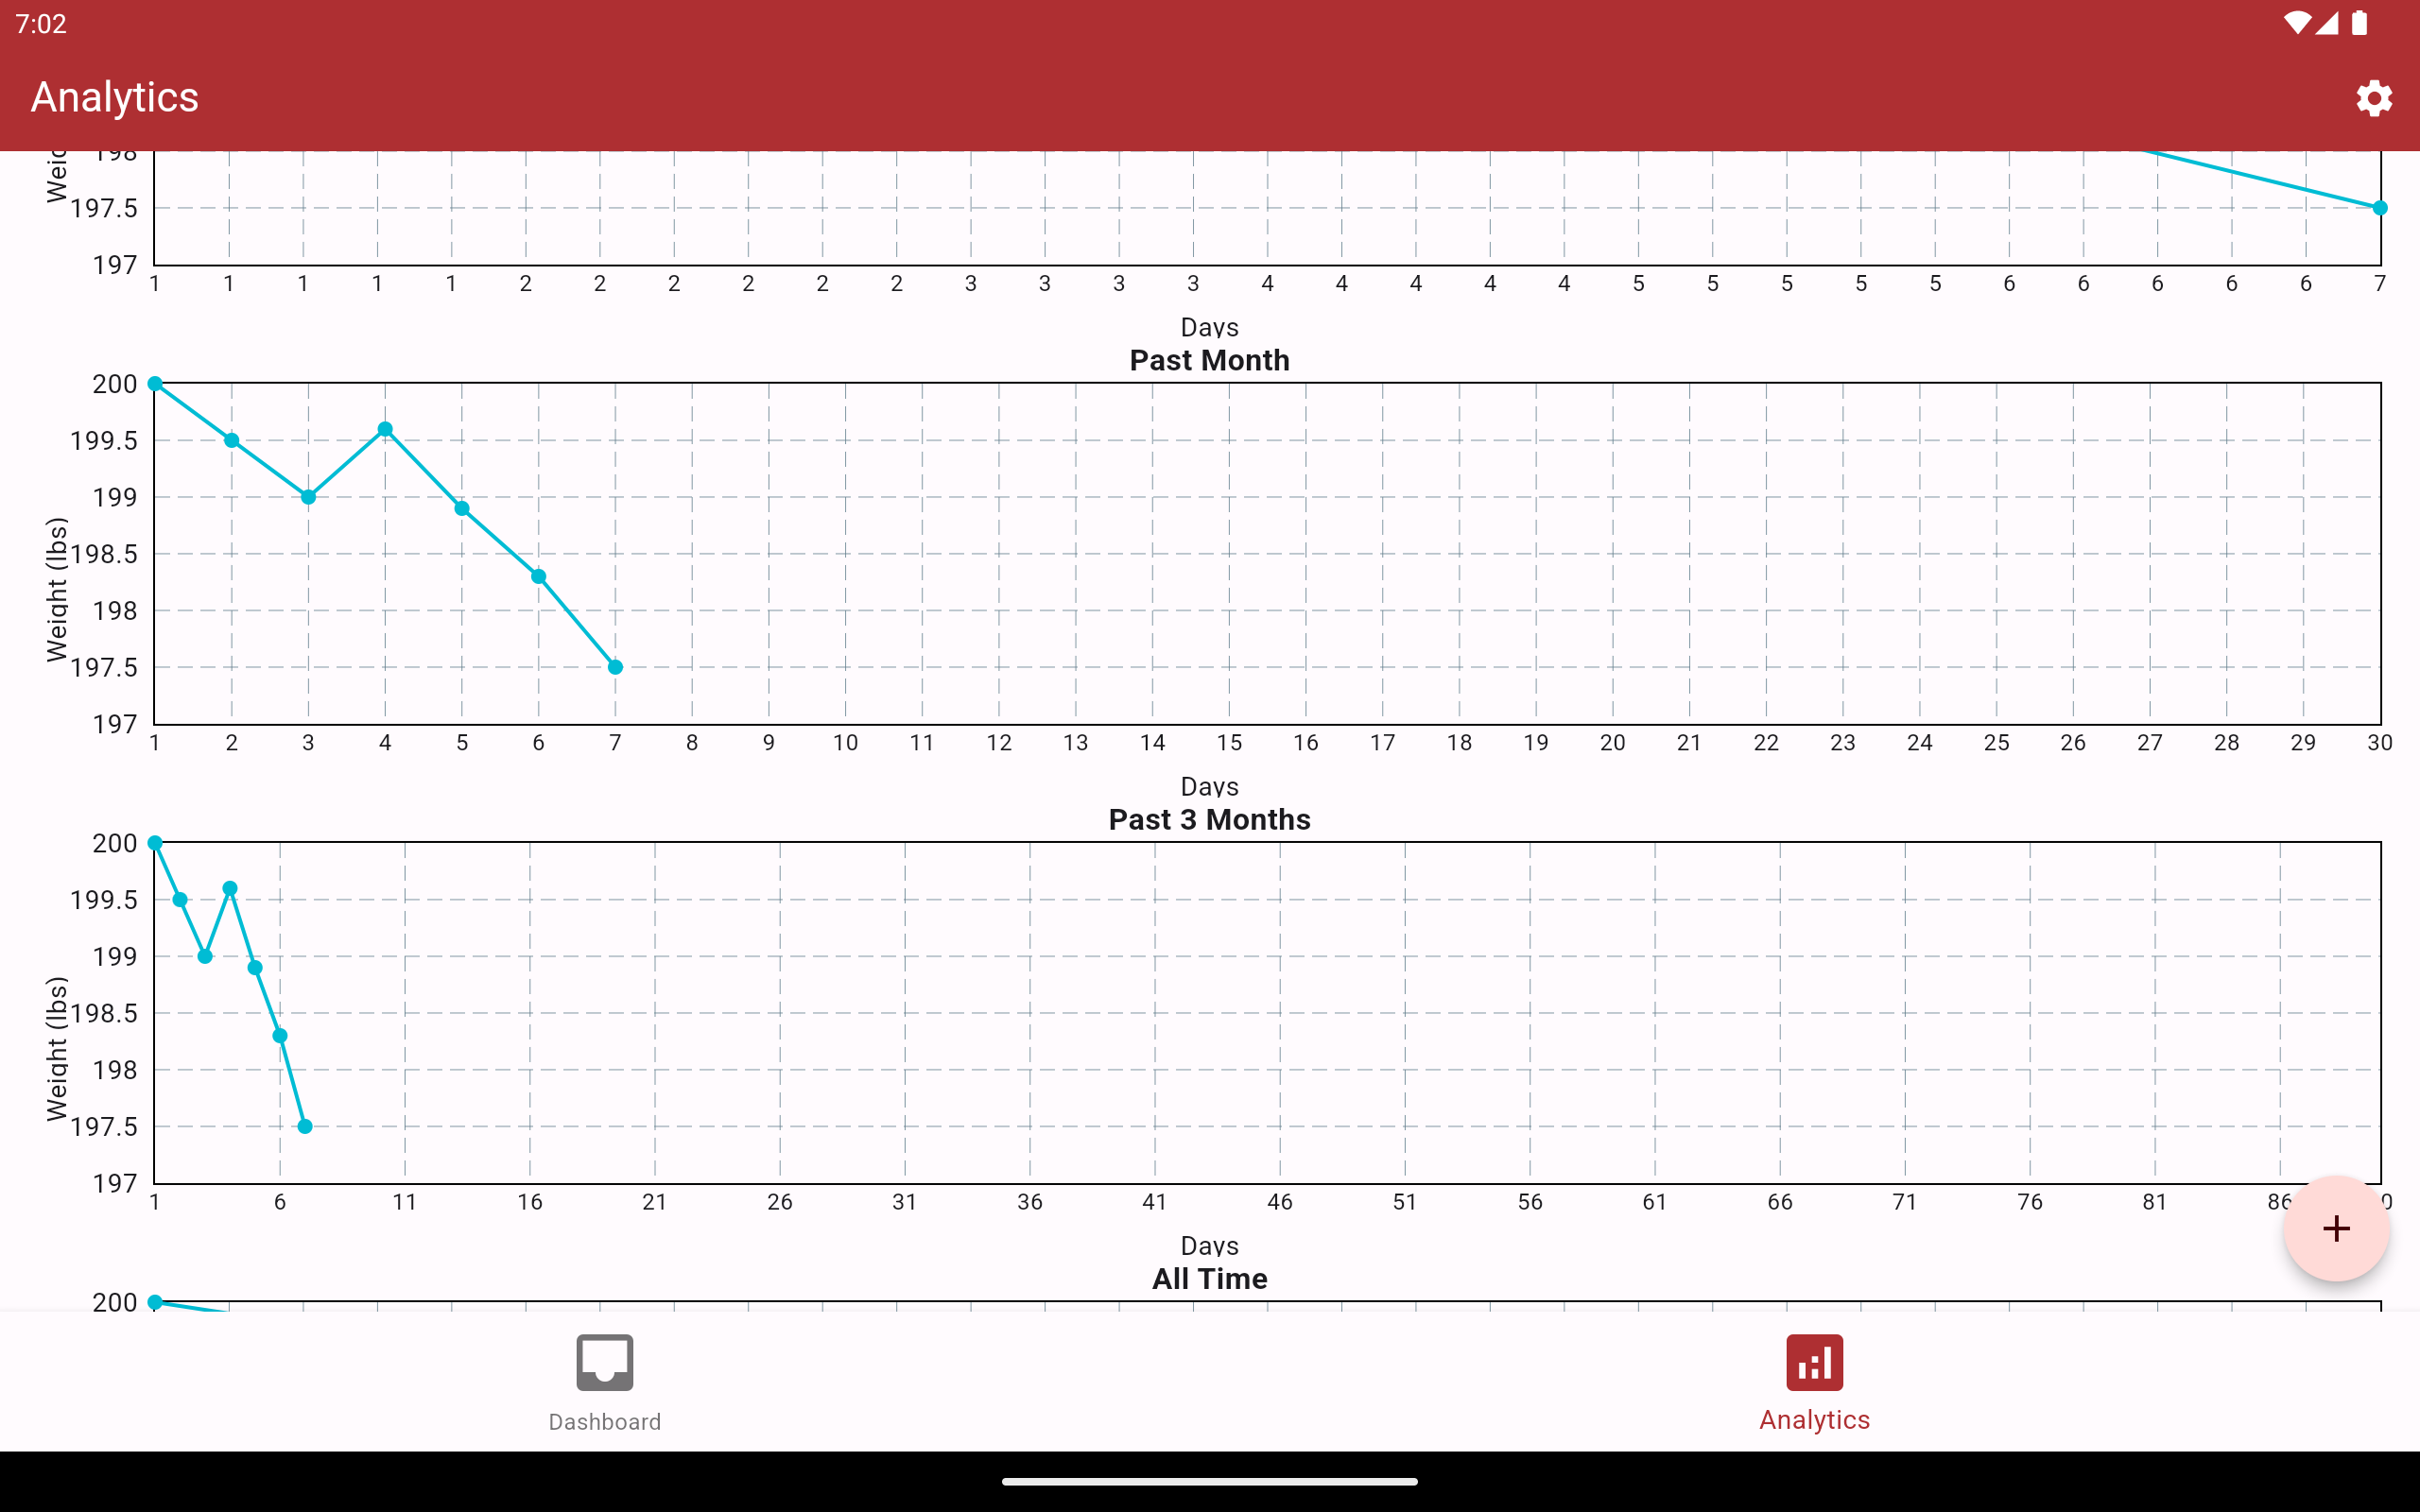 7:02
Analytics
198
197.5
197
1 1 1 1 1 2 2 2 2 2 2 3 3 3 3 4 4 4 4 4 5 5 5 5 5 6 6 6 6 6 7
Days
Past Month
200
199.5
199
198.5
198
197.5
197
Weight (lbs)
1 2 3 4 5 6 7 8 9 10 11 12 13 14 15 16 17 18 19 20 21 22 23 24 25 26 27 28 29 30
Days
Past 3 Months
200
199.5
199
198.5
198
197.5
197
Weight (lbs)
1 6 11 16 21 26 31 36 41 46 51 56 61 66 71 76 81 86
Days
All Time
200
Dashboard
Analytics